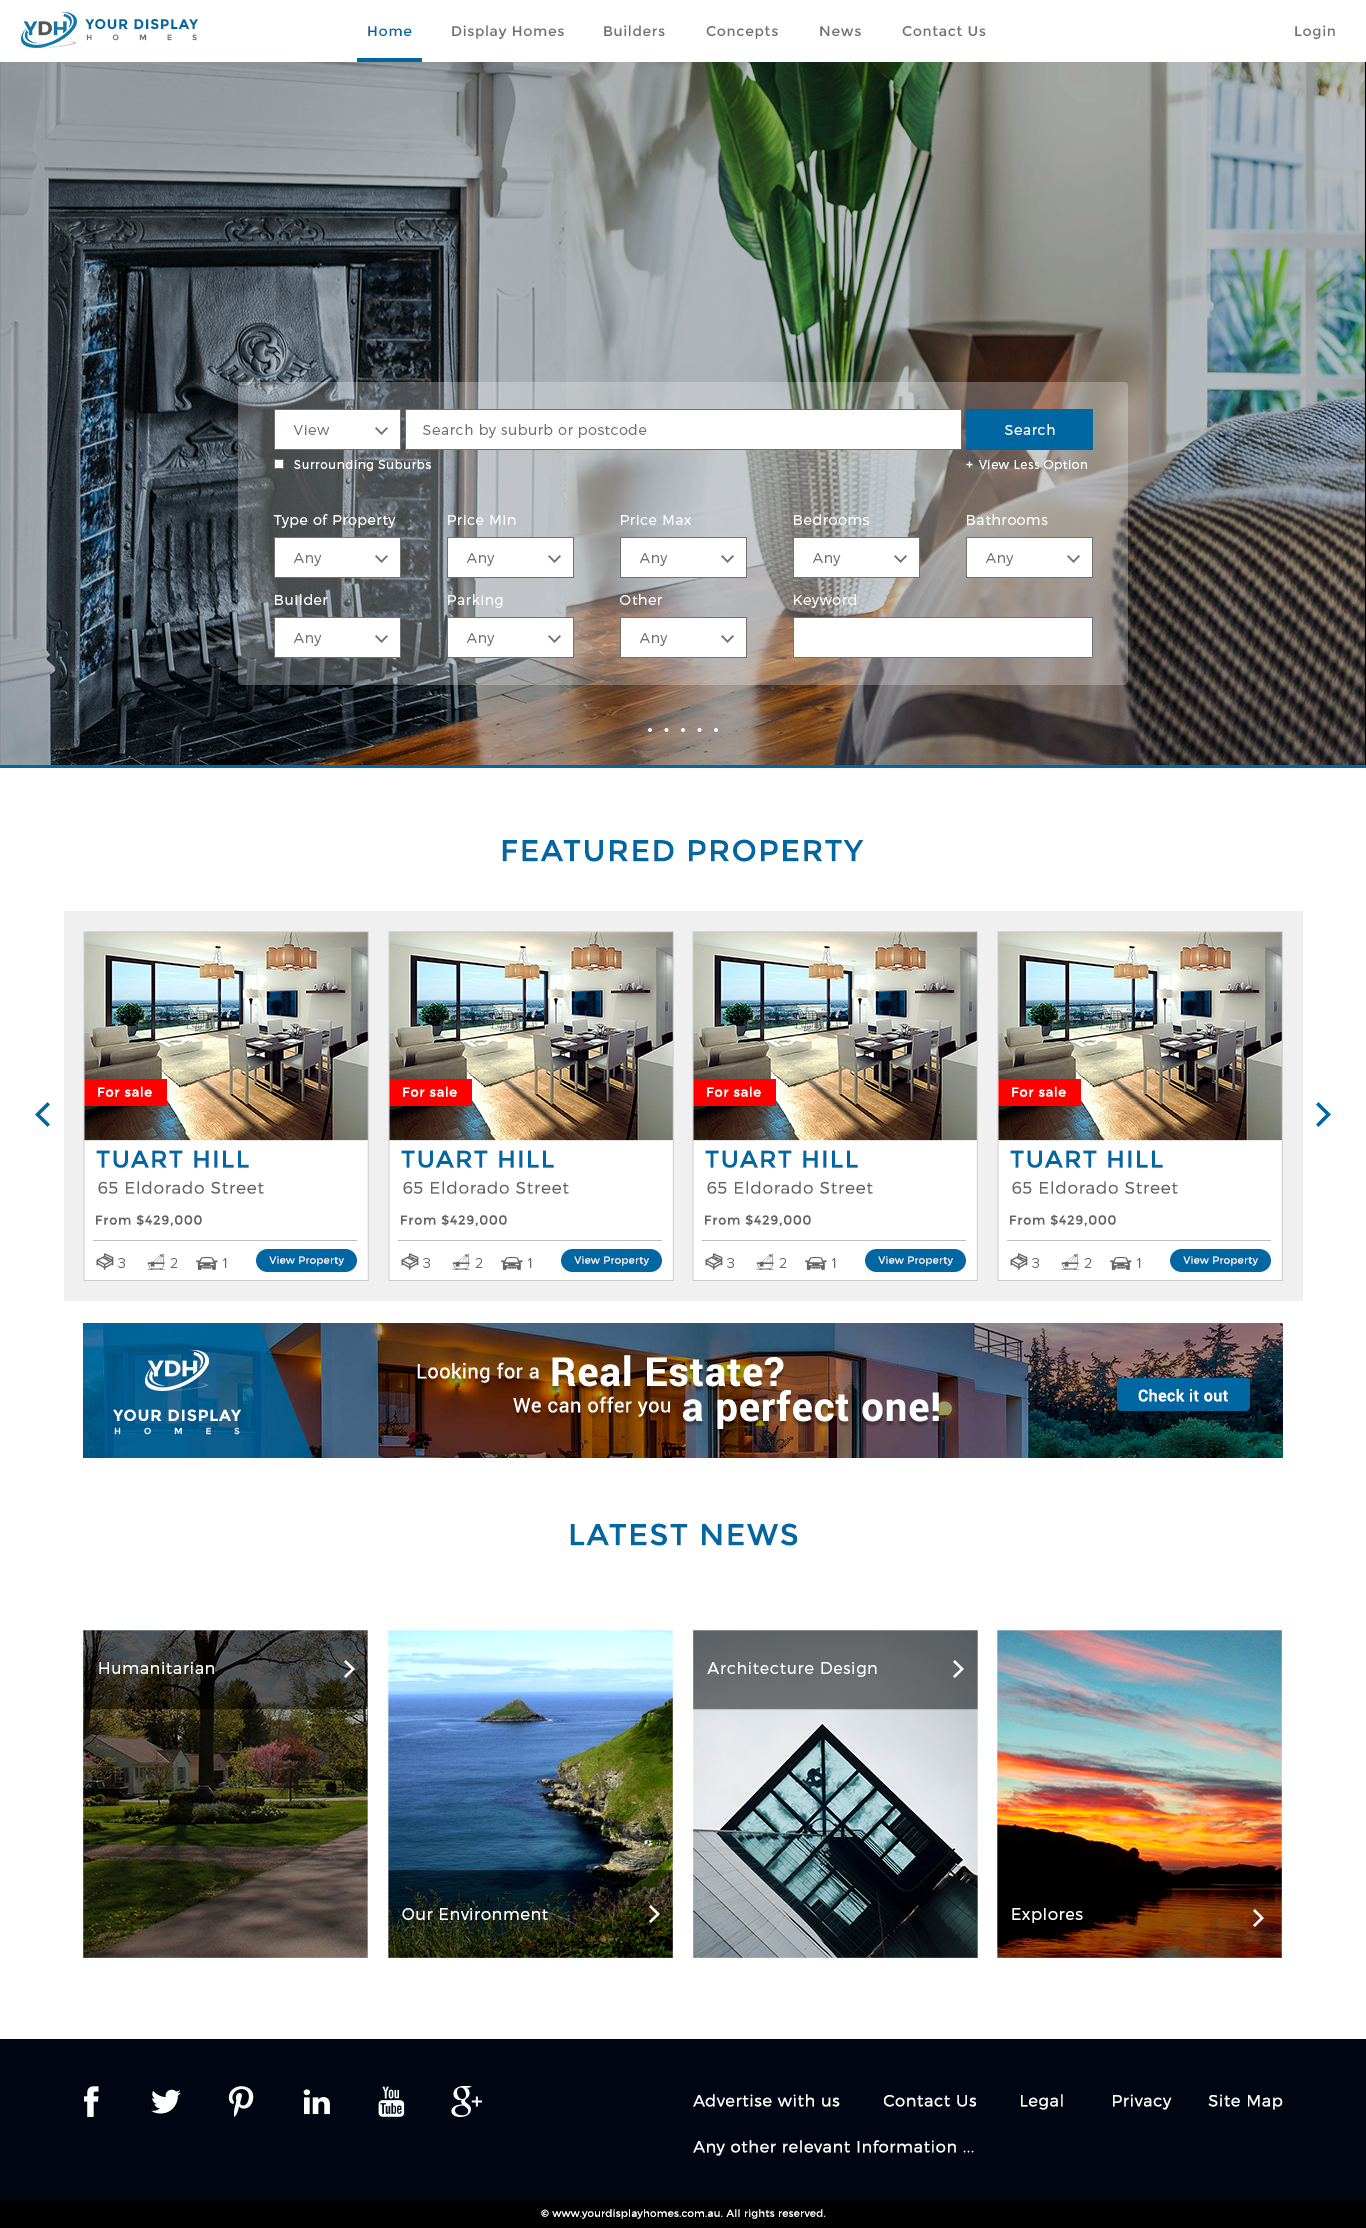 YDH YOUR DISPLAY
HOMES
Home Display Homes Builders Concepts News Contact Us Login
View Search by suburb or postcode Search
Surrounding Suburbs + View Less Option
Type of Property Price Min Price Max Bedrooms Bathrooms
Any Any Any Any Any
Builder Parking Other Keyword
Any Any Any
FEATURED PROPERTY
For sale For sale For sale For sale
TUART HILL TUART HILL TUART HILL TUART HILL
65 Eldorado Street 65 Eldorado Street 65 Eldorado Street 65 Eldorado Street
From $429,000 From $429,000 From $429,000 From $429,000
3 2 1 View Property 3 2 1 View Property 3 2 1 View Property 3 2 1 View Property
YDH
YOUR DISPLAY
HOMES
Looking for a Real Estate?
We can offer you a perfect one!
Check it out
LATEST NEWS
Humanitarian
Architecture Design
Our Environment
Explores
You
Tube
g+
Advertise with us Contact Us Legal Privacy Site Map
Any other relevant Information ...
© www.yourdisplayhomes.com.au. All rights reserved.